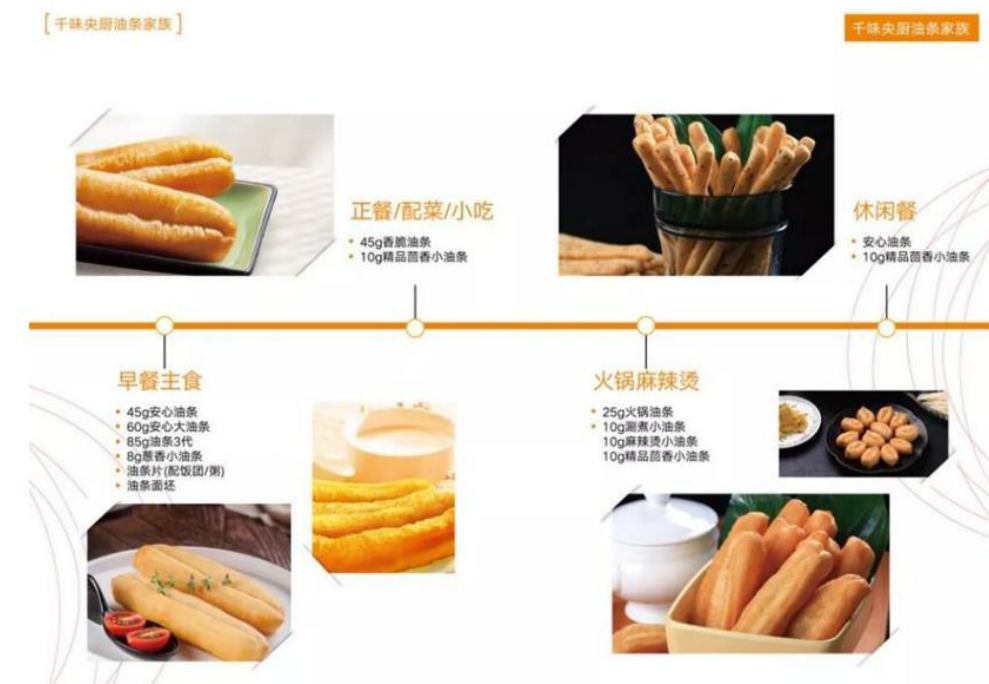 [ 千味央厨油条家族 ]
千味央厨油条家族
正餐/配菜/小吃
• 45g香脆油条
• 10g精品茴香小油条
休闲餐
• 安心油条
• 10g精品茴香小油条
早餐主食
• 45g安心油条
• 60g安心大油条
• 85g油条3代
• 8g葱香小油条
• 油条片(配饭团/粥)
• 油条面坯
火锅麻辣烫
• 25g火锅油条
• 10g涮煮小油条
10g麻辣烫小油条
10g精品茴香小油条